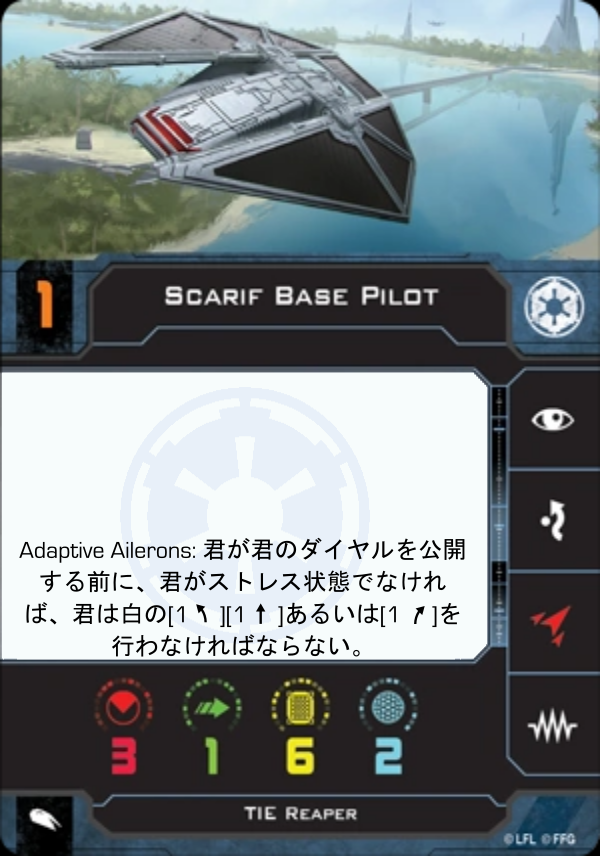 1
SCARIF BASE PILOT
Adaptive Ailerons: 君が君のダイヤルを公開
する前に、君がストレス状態でなけれ
ば、君は白の[1 ↖ ][1 ↑ ]あるいは[1 ↗ ]を
行わなければならない。
3 1 6 2
TIE REAPER
©LFL ©FFG